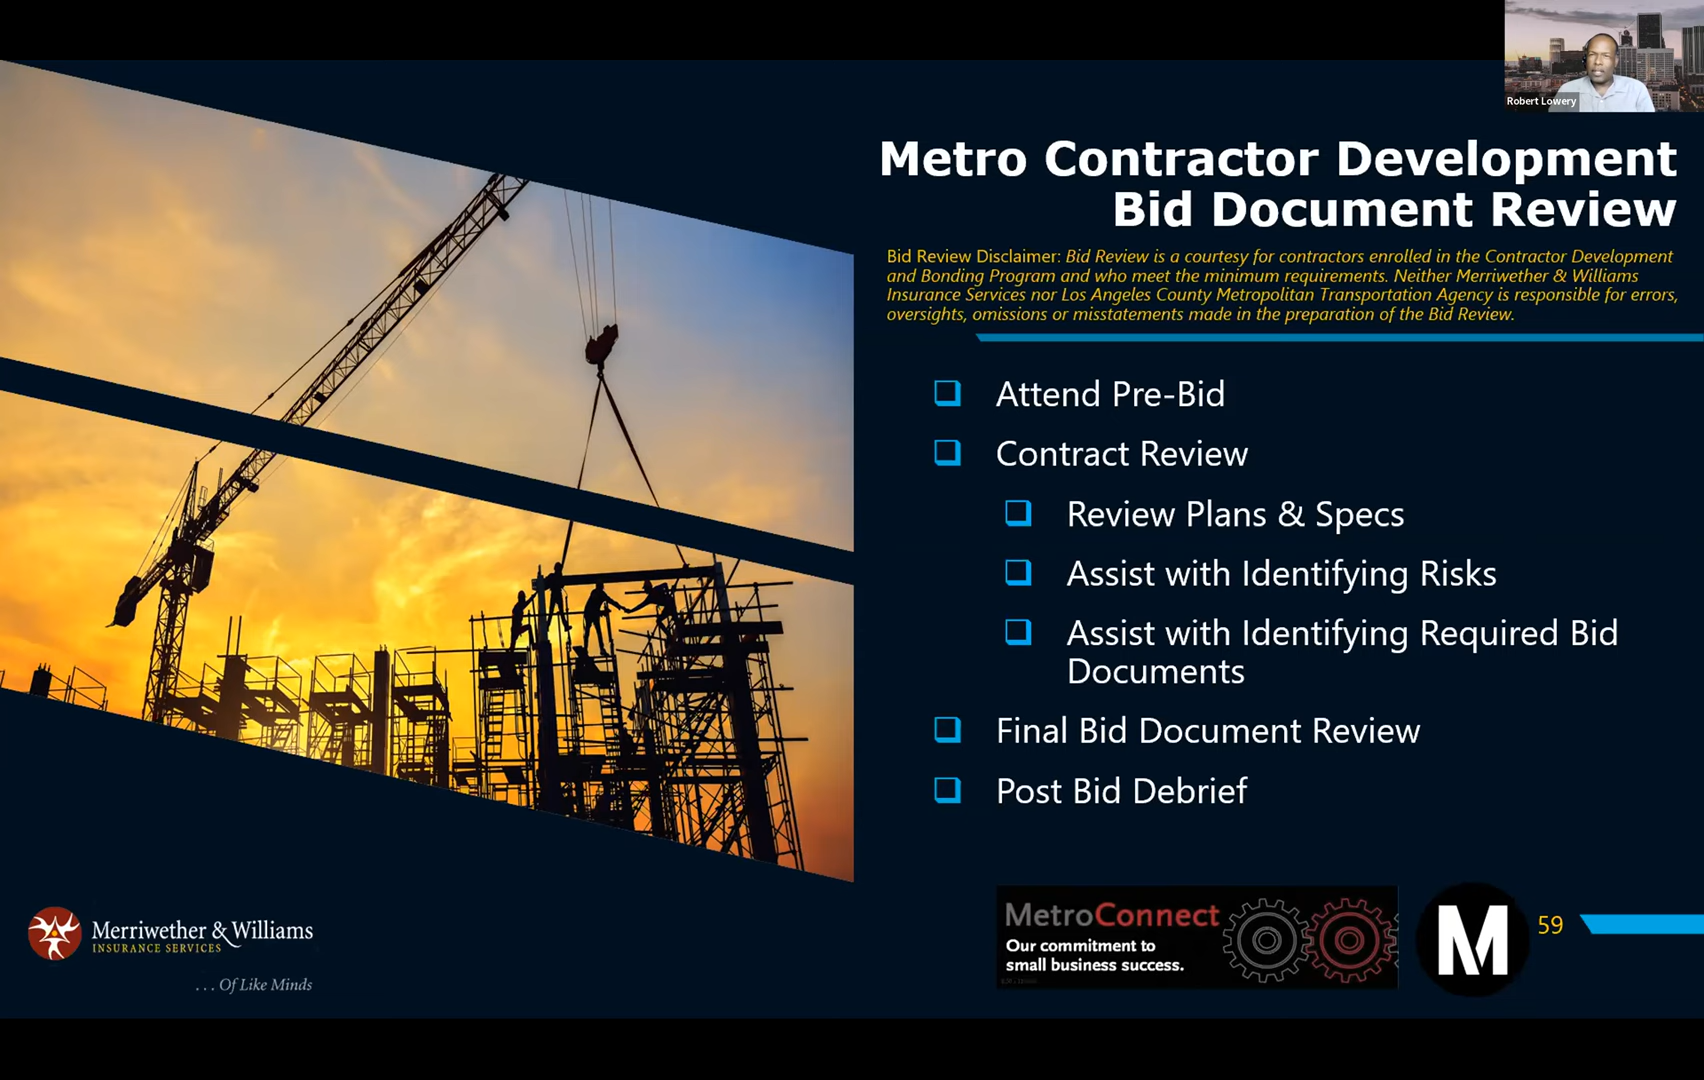 Robert Lowery
Metro Contractor Development
Bid Document Review
Bid Review Disclaimer: Bid Review is a courtesy for contractors enrolled in the Contractor Development
and Bonding Program and who meet the minimum requirements. Neither Merriwether & Williams
Insurance Services nor Los Angeles County Metropolitan Transportation Agency is responsible for errors,
oversights, omissions or misstatements made in the preparation of the Bid Review.
Attend Pre-Bid
Contract Review
Review Plans & Specs
Assist with Identifying Risks
Assist with Identifying Required Bid
Documents
Final Bid Document Review
Post Bid Debrief
Merriwether & Williams
INSURANCE SERVICES
. . . Of Like Minds
MetroConnect
Our commitment to
small business success.
M
59